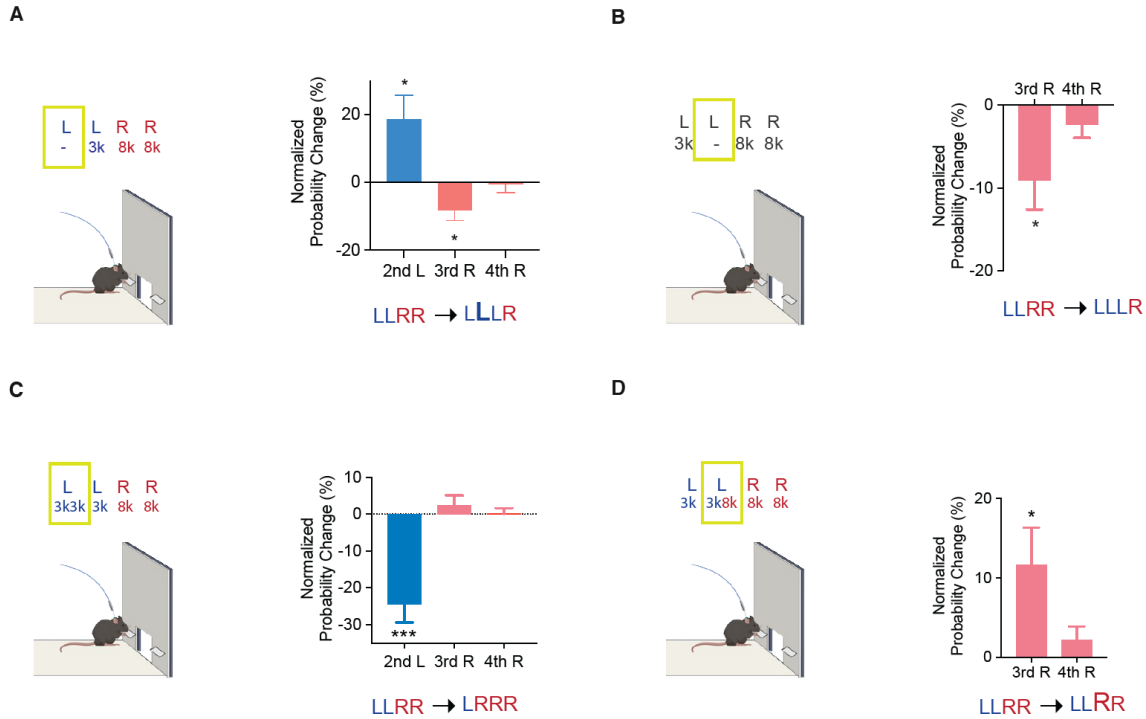 A
L L R R
- 3k 8k 8k
Normalized
Probability Change (%)
20
0
-20
*
*
2nd L 3rd R 4th R
LLRR → LLLR
B
L L R R
3k - 8k 8k
Normalized
Probability Change (%)
3rd R 4th R
0
-10
-20
*
LLRR → LLLR
C
L L R R
3k3k 3k 8k 8k
Normalized
Probability Change (%)
10
0
-10
-20
-30
***
2nd L 3rd R 4th R
LLRR → LRRR
D
L L R R
3k 3k8k 8k 8k
Normalized
Probability Change (%)
20
10
0
*
3rd R 4th R
LLRR → LLRR